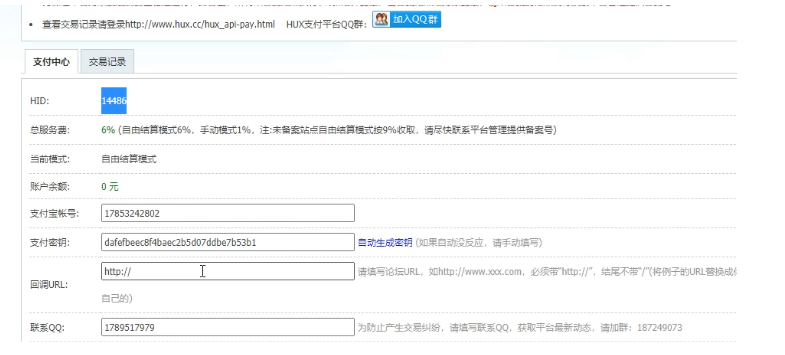 查看交易记录请登录http://www.hux.cc/hux_api-pay.html HUX支付平台QQ群: 加入QQ群
支付中心 交易记录
HID: 14486
总服务费: 6% (自由结算模式6%, 手动模式1%, 注:未备案站点自由结算模式按9%收取, 请尽快联系平台管理提供备案号)
当前模式: 自由结算模式
账户余额: 0 元
支付宝帐号: 17853242802
支付密钥: dafefbeec8f4baec2b5d07ddbe7b53b1 自动生成密钥 (如果自动没反应, 请手动填写)
回调URL: http:// 请填写论坛URL, 如http://www.xxx.com, 必须带"http://", 结尾不带"/"(将例子的URL替换成
自己的)
联系QQ: 1789517979 为防止产生交易纠纷, 请填写联系QQ, 获取平台最新动态, 请加群: 187249073